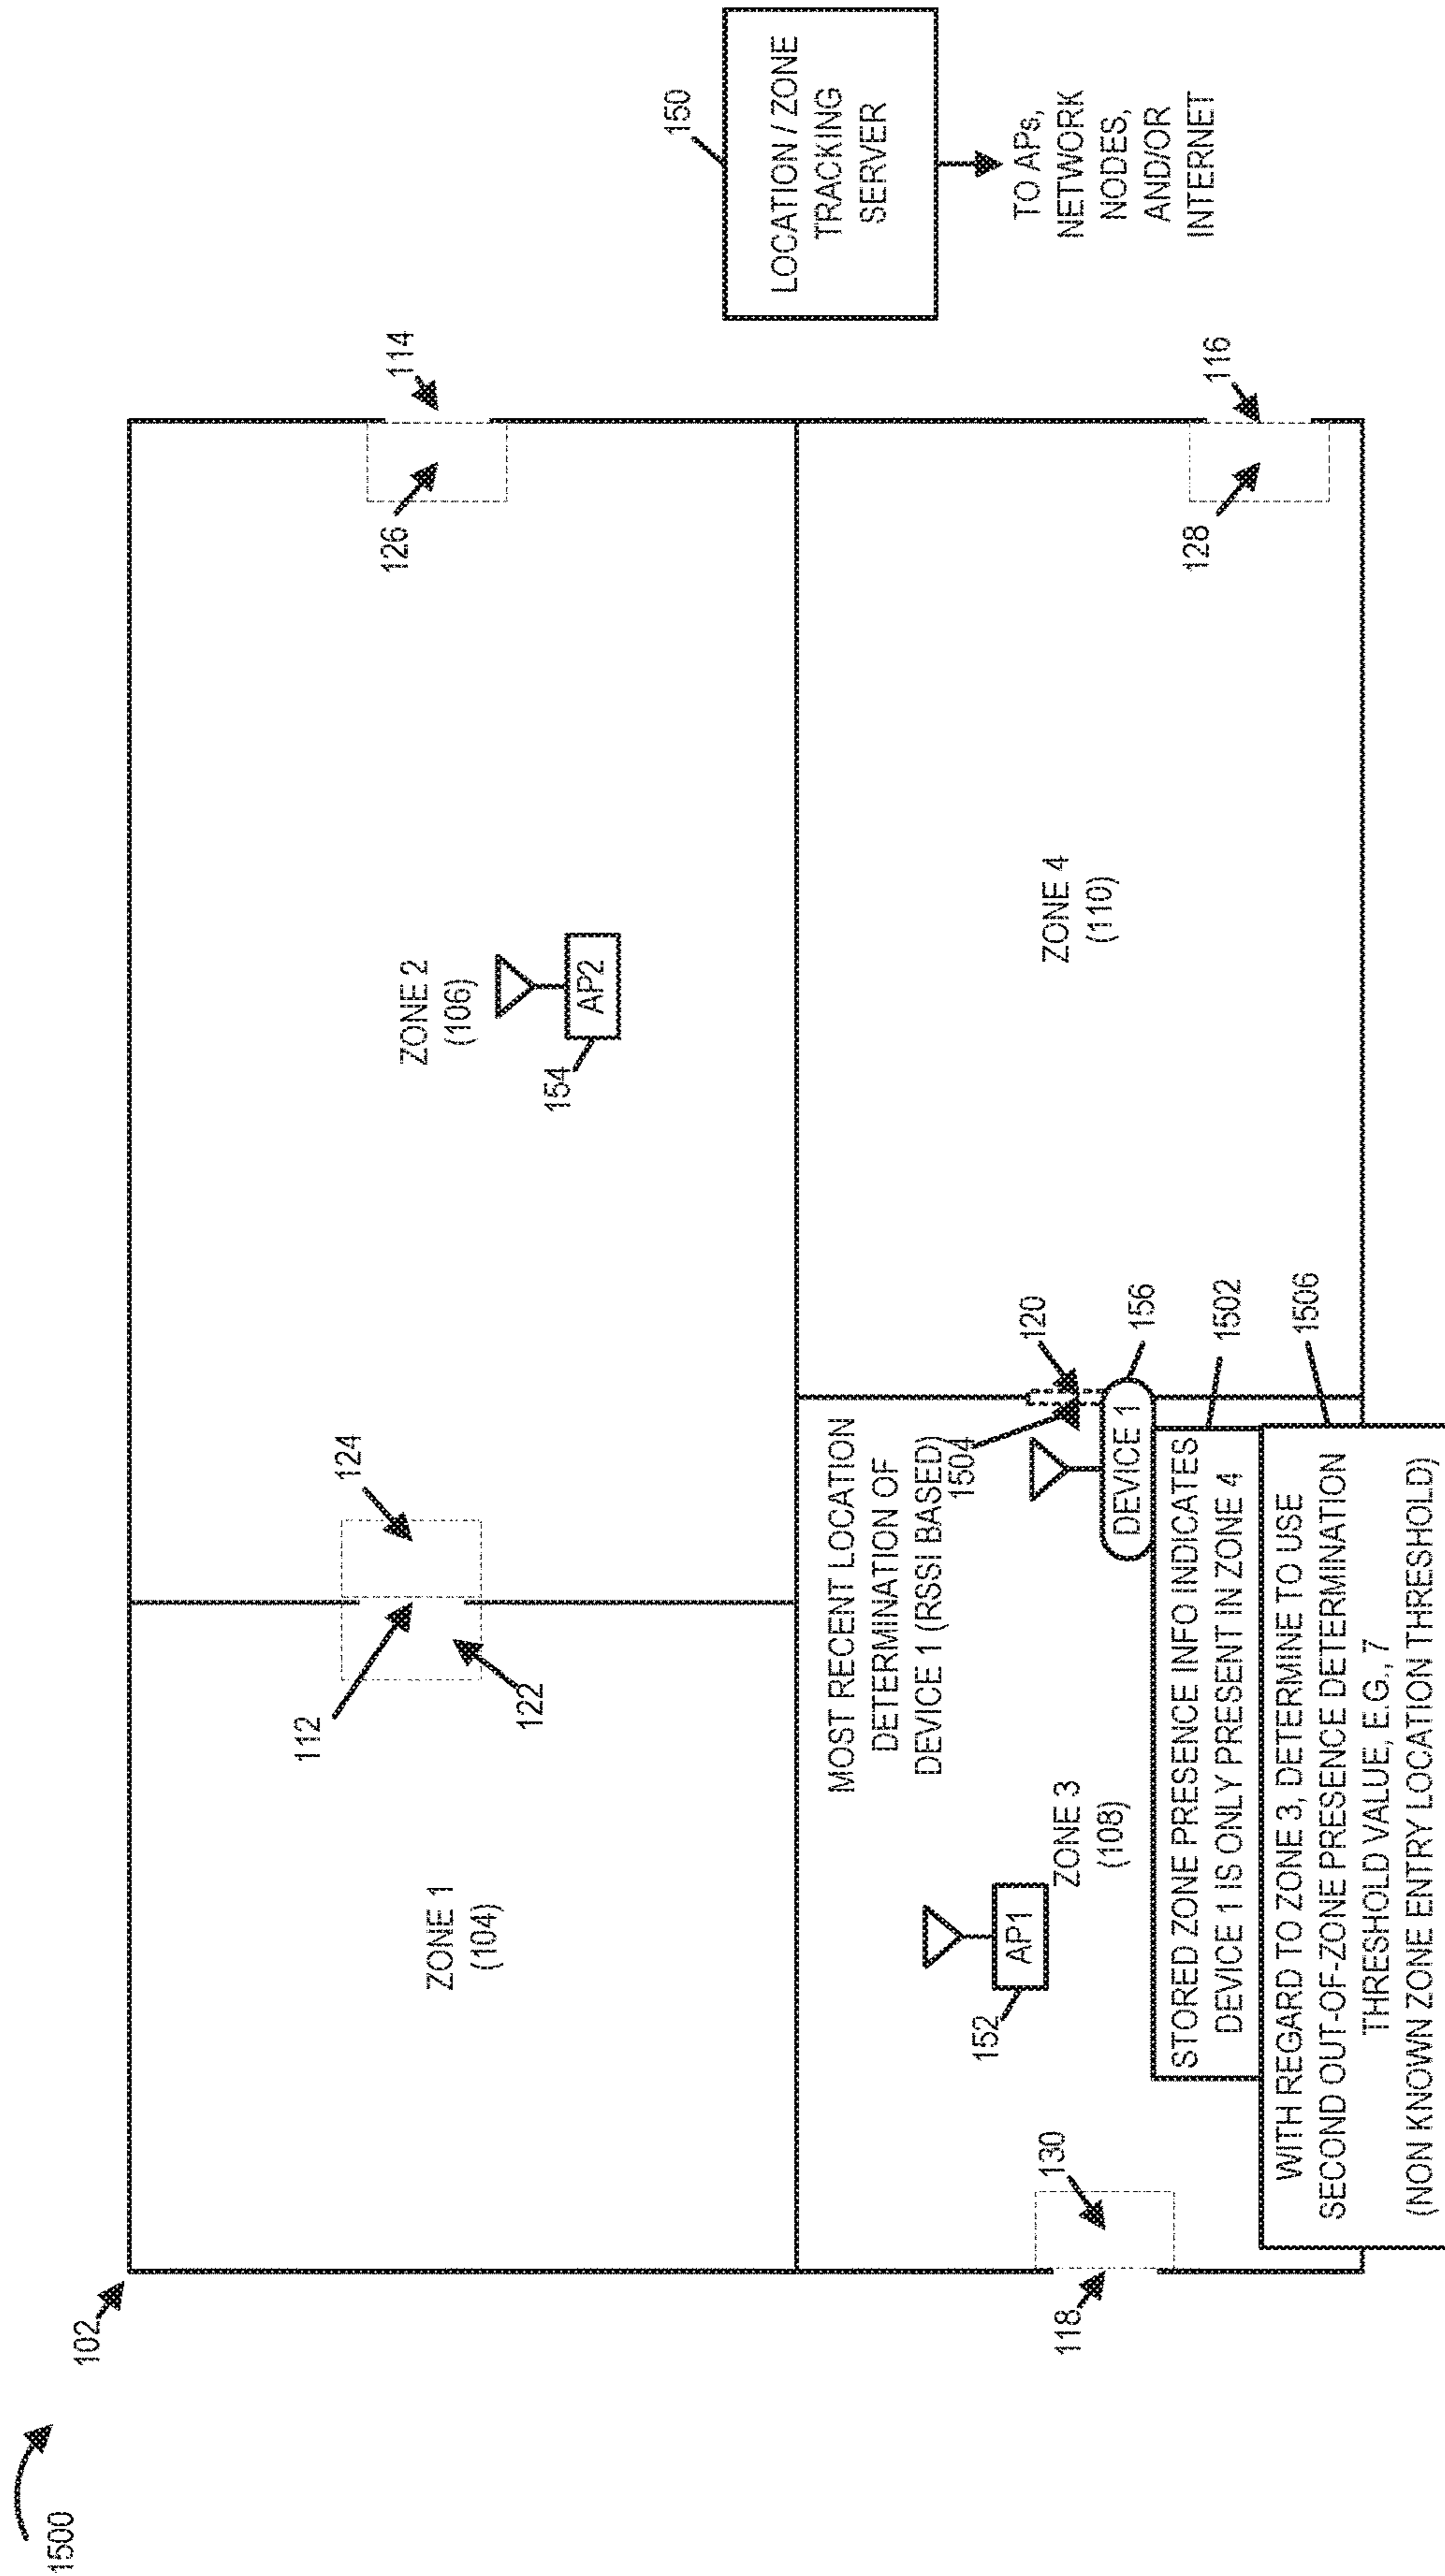 1500
102
ZONE 1
(104)
112
122
124
ZONE 2
(106)
AP2
154
126
114
150
LOCATION / ZONE
TRACKING
SERVER
TO APs,
NETWORK
NODES,
AND/OR
INTERNET
118
130
MOST RECENT LOCATION
DETERMINATION OF
DEVICE 1 (RSSI BASED)
1504
120
AP1
152
ZONE 3
(108)
DEVICE 1
156
ZONE 4
(110)
128
116
STORED ZONE PRESENCE INFO INDICATES
DEVICE 1 IS ONLY PRESENT IN ZONE 4
1502
WITH REGARD TO ZONE 3, DETERMINE TO USE
SECOND OUT-OF-ZONE PRESENCE DETERMINATION
THRESHOLD VALUE, E.G., 7
(NON KNOWN ZONE ENTRY LOCATION THRESHOLD)
1506